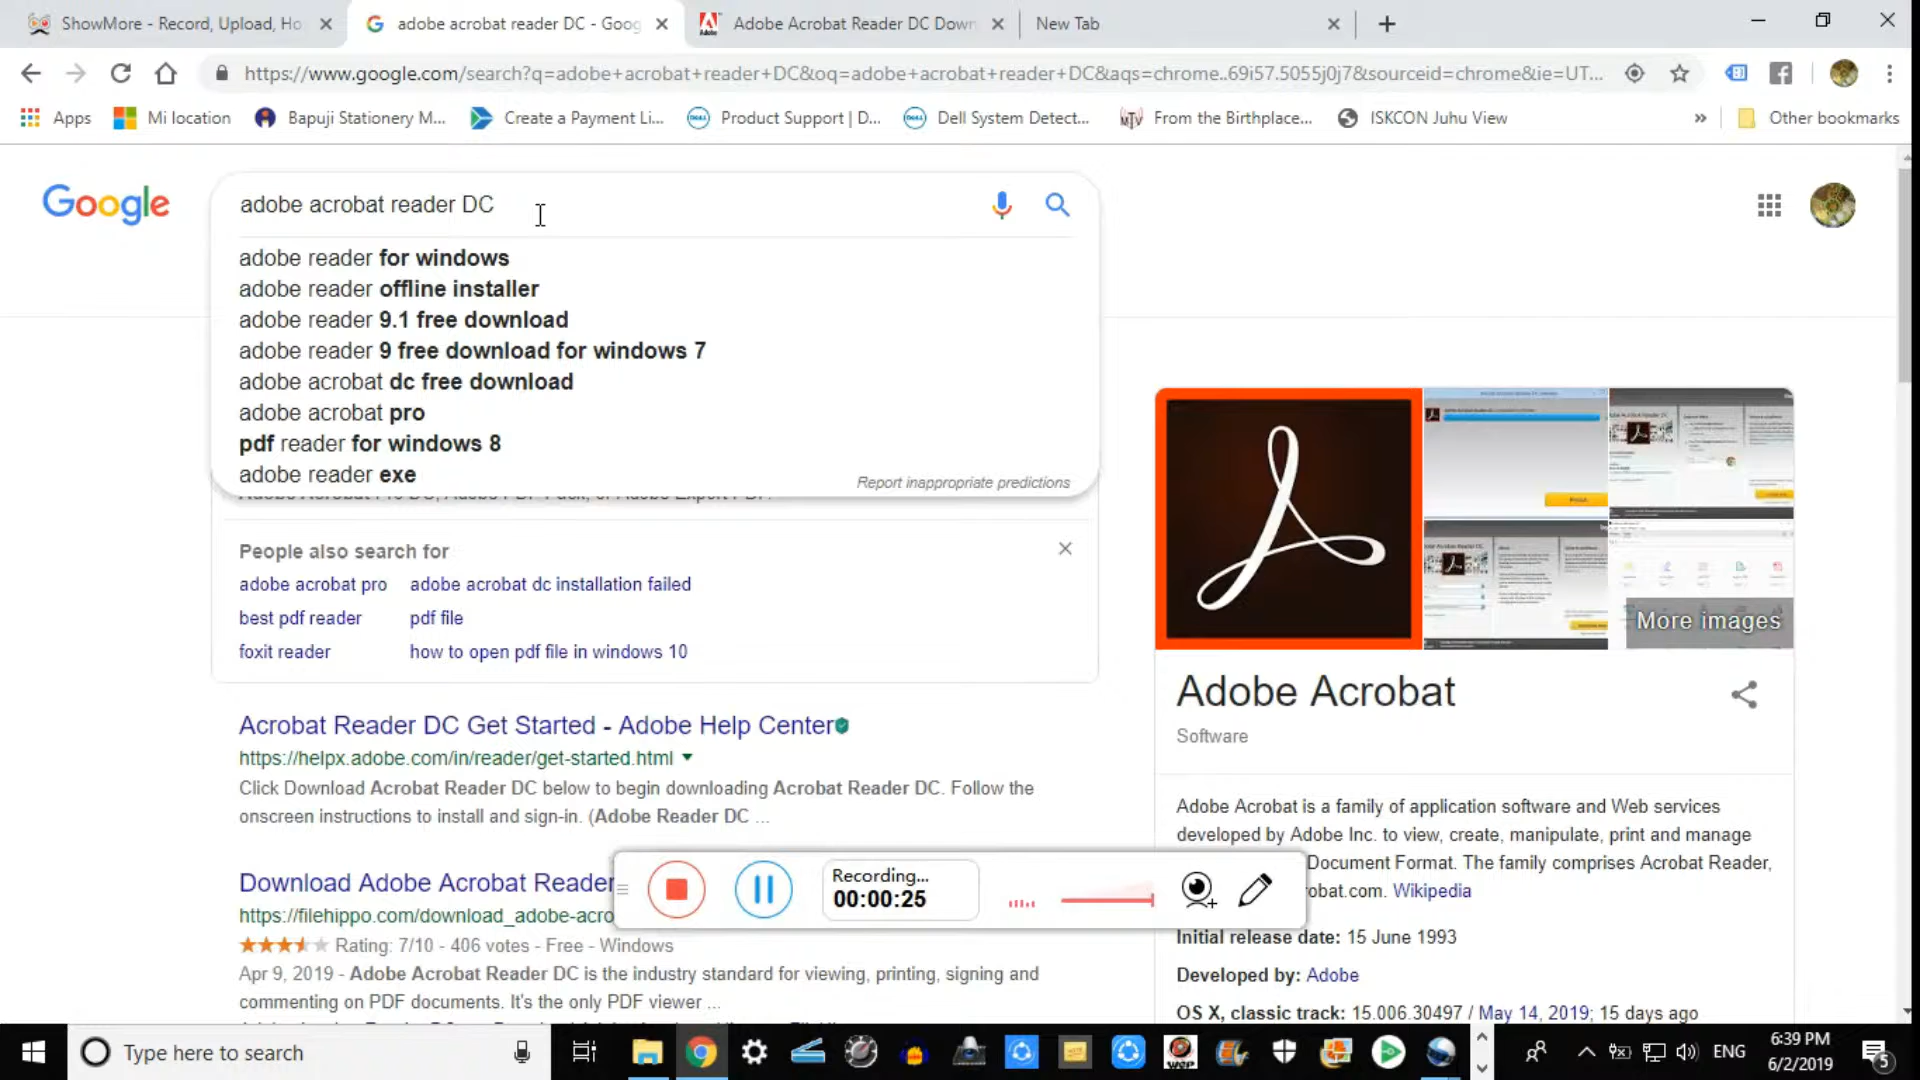 ShowMore - Record, Upload, Ho
adobe acrobat reader DC - Goog
Adobe Acrobat Reader DC Down
New Tab
https://www.google.com/search?q=adobe+acrobat+reader+DC&oq=adobe+acrobat+reader+DC&aqs=chrome..69i57.5055j0j7&sourceid=chrome&ie=UT...
Apps
Mi location
Bapuji Stationery M...
Create a Payment Li...
Product Support | D...
Dell System Detect...
From the Birthplace...
ISKCON Juhu View
»
Other bookmarks
Google
adobe acrobat reader DC
adobe reader for windows
adobe reader offline installer
adobe reader 9.1 free download
adobe reader 9 free download for windows 7
adobe acrobat dc free download
adobe acrobat pro
pdf reader for windows 8
adobe reader exe
Report inappropriate predictions
People also search for
adobe acrobat pro
adobe acrobat dc installation failed
best pdf reader
pdf file
foxit reader
how to open pdf file in windows 10
Acrobat Reader DC Get Started - Adobe Help Center
https://helpx.adobe.com/in/reader/get-started.html
Click Download Acrobat Reader DC below to begin downloading Acrobat Reader DC. Follow the
onscreen instructions to install and sign-in. (Adobe Reader DC ...
Download Adobe Acrobat Reader
https://filehippo.com/download_adobe-acro
Rating: 7/10 - 406 votes - Free - Windows
Apr 9, 2019 - Adobe Acrobat Reader DC is the industry standard for viewing, printing, signing and
commenting on PDF documents. It's the only PDF viewer ...
More images
Adobe Acrobat
Software
Adobe Acrobat is a family of application software and Web services
developed by Adobe Inc. to view, create, manipulate, print and manage
Document Format. The family comprises Acrobat Reader,
robat.com. Wikipedia
Initial release date: 15 June 1993
Developed by: Adobe
OS X, classic track: 15.006.30497 / May 14, 2019; 15 days ago
Recording...
00:00:25
Type here to search
ENG
6:39 PM
6/2/2019
5